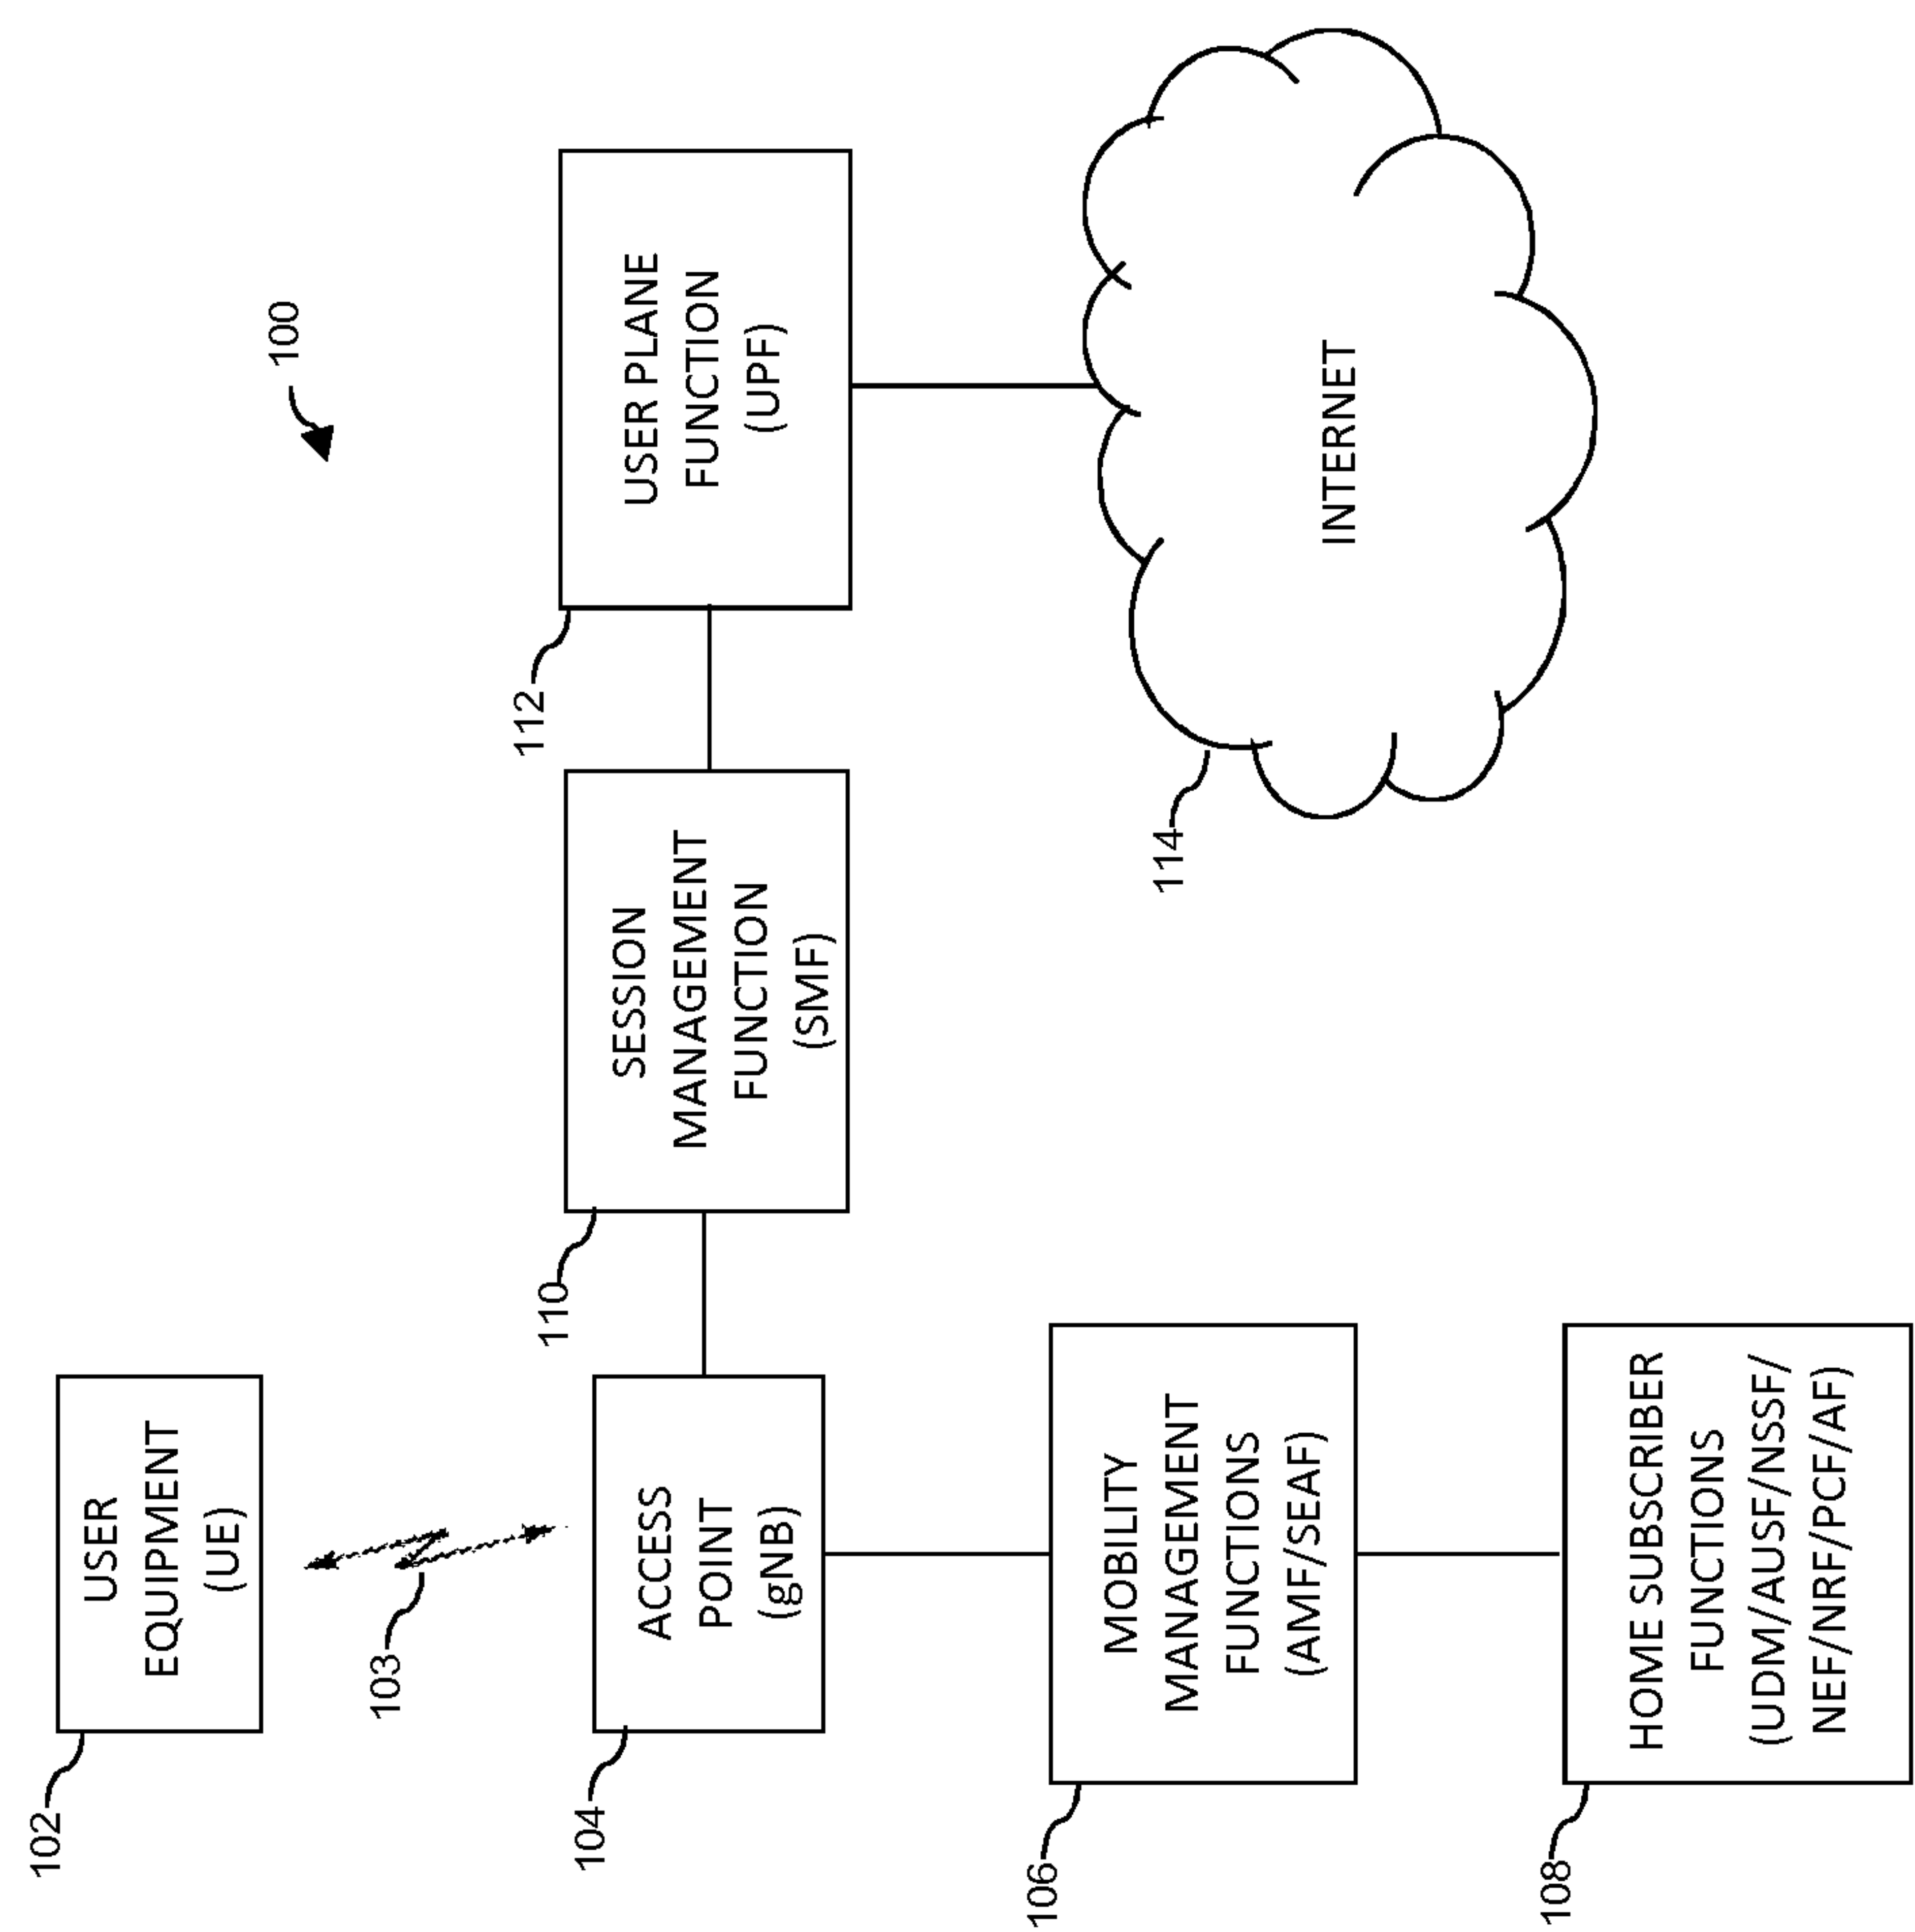 100
102
USER
EQUIPMENT
(UE)
103
104
ACCESS
POINT
(gNB)
110
SESSION
MANAGEMENT
FUNCTION
(SMF)
112
USER PLANE
FUNCTION
(UPF)
106
MOBILITY
MANAGEMENT
FUNCTIONS
(AMF/SEAF)
114
INTERNET
108
HOME SUBSCRIBER
FUNCTIONS
(UDM/AUSF/NSSF/
NEF/NRF/PCF/AF)